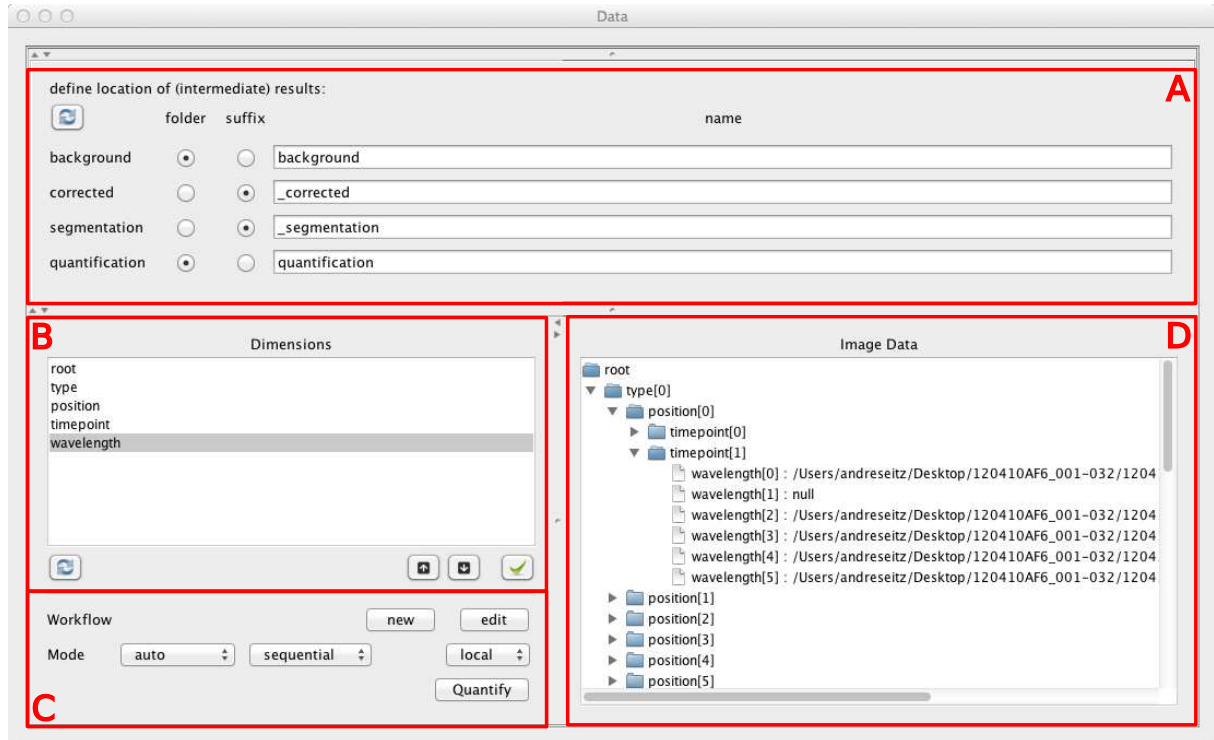 Data
A
define location of (intermediate) results:
folder suffix name
background background
corrected _corrected
segmentation _segmentation
quantification quantification
B
Dimensions
root
type
position
timepoint
wavelength
C
Workflow new edit
Mode auto sequential local
Quantify
D
Image Data
root
type[0]
position[0]
timepoint[0]
timepoint[1]
wavelength[0] : /Users/andreseitz/Desktop/120410AF6_001-032/1204
wavelength[1] : null
wavelength[2] : /Users/andreseitz/Desktop/120410AF6_001-032/1204
wavelength[3] : /Users/andreseitz/Desktop/120410AF6_001-032/1204
wavelength[4] : /Users/andreseitz/Desktop/120410AF6_001-032/1204
wavelength[5] : /Users/andreseitz/Desktop/120410AF6_001-032/1204
position[1]
position[2]
position[3]
position[4]
position[5]